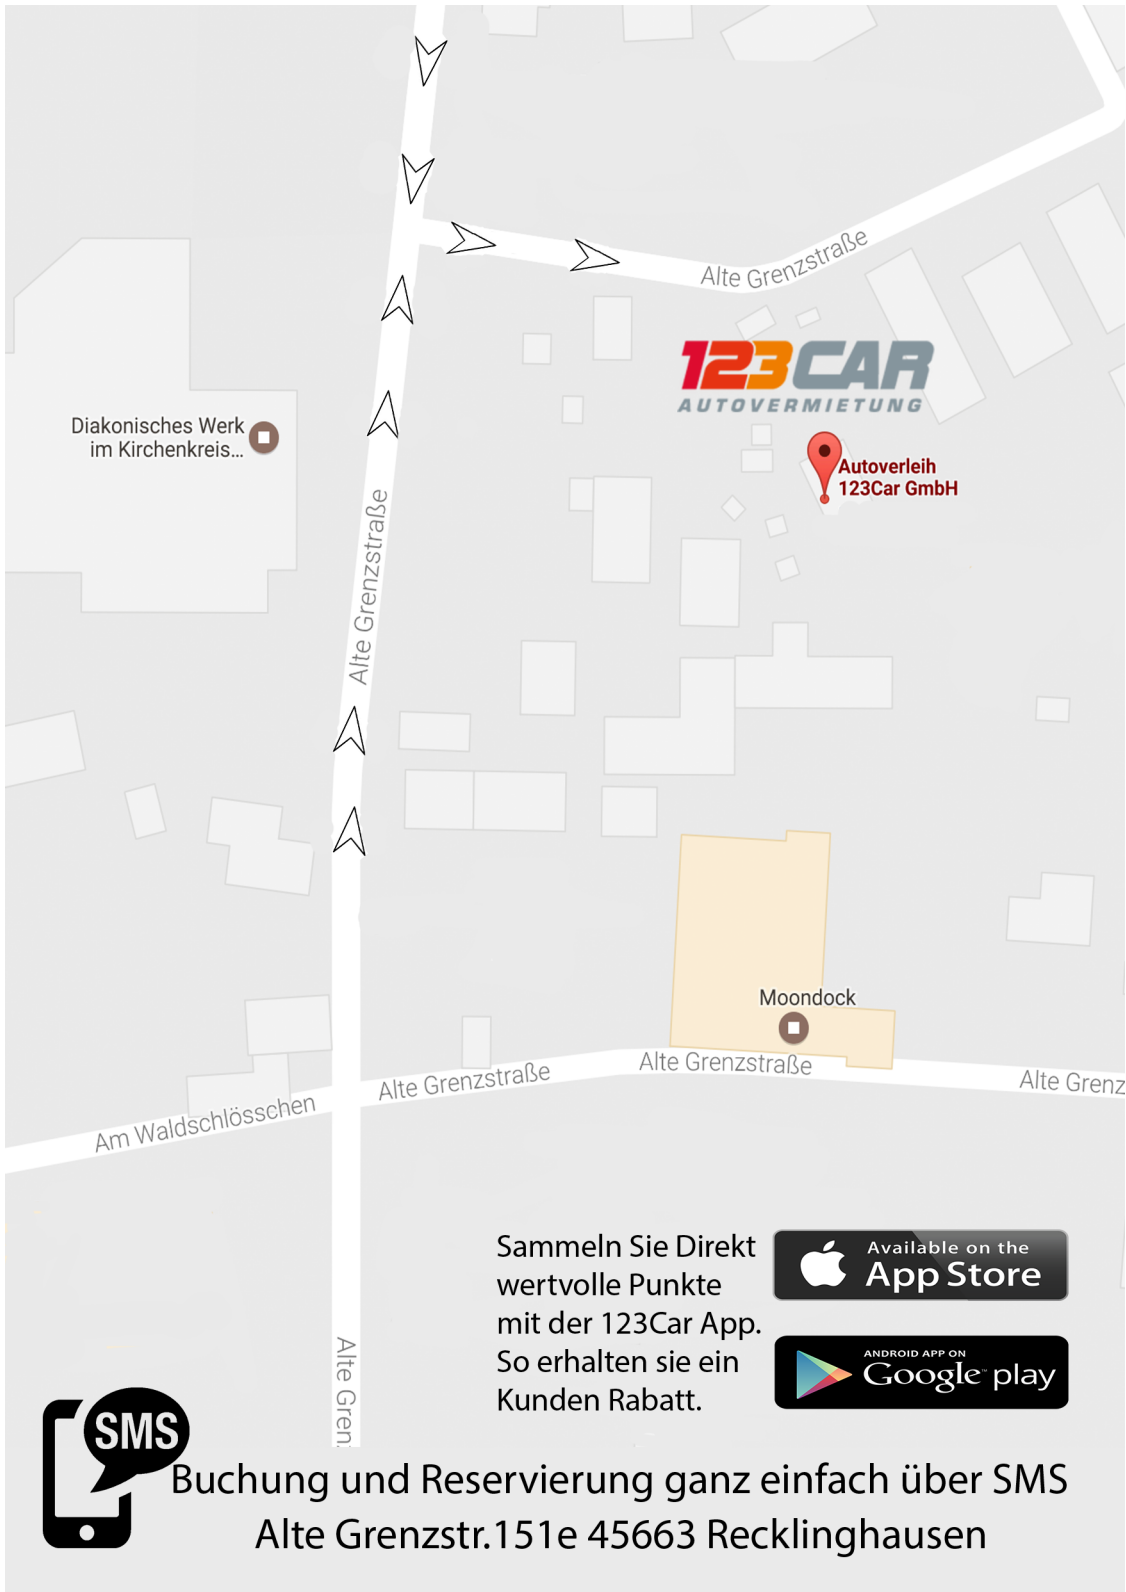 Alte Grenzstraße
123CAR
AUTOVERMIETUNG
Diakonisches Werk
im Kirchenkreis...
Autoverleih
123Car GmbH
Alte Grenzstraße
Moondock
Alte Grenzstraße
Alte Grenzstraße
Alte Grenz
Am Waldschlösschen
Alte Grenz
Sammeln Sie Direkt
wertvolle Punkte
mit der 123Car App.
So erhalten sie ein
Kunden Rabatt.
Available on the
App Store
ANDROID APP ON
Google™ play
SMS
Buchung und Reservierung ganz einfach über SMS
Alte Grenzstr.151e 45663 Recklinghausen